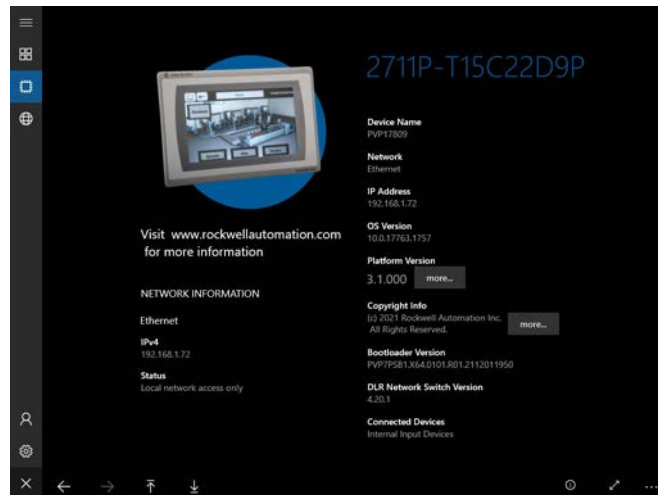 2711P-T15C22D9P
Device Name
PVP17809
Network
Ethernet
IP Address
192.168.1.72
OS Version
10.0.17763.1757
Platform Version
3.1.000 more...
Copyright Info
(c) 2021 Rockwell Automation Inc.
All Rights Reserved.
more...
Bootloader Version
PVP7PSB1.X64.0101.R01.2112011950
DLR Network Switch Version
4.20.1
Connected Devices
Internal Input Devices
Visit www.rockwellautomation.com
for more information
NETWORK INFORMATION
Ethernet
IPv4
192.168.1.72
Status
Local network access only